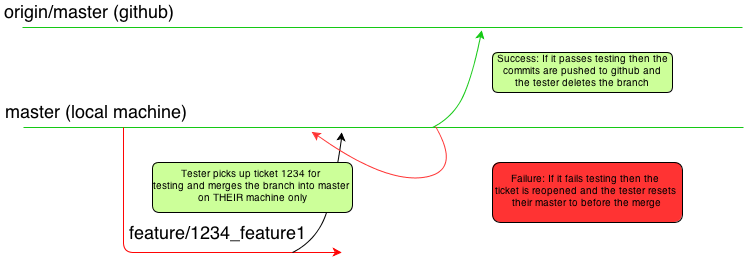 origin/master (github)
Success: If it passes testing then the
commits are pushed to github and
the tester deletes the branch
master (local machine)
Tester picks up ticket 1234 for
testing and merges the branch into master
on THEIR machine only
Failure: If it fails testing then the
ticket is reopened and the tester resets
their master to before the merge
feature/1234_feature1